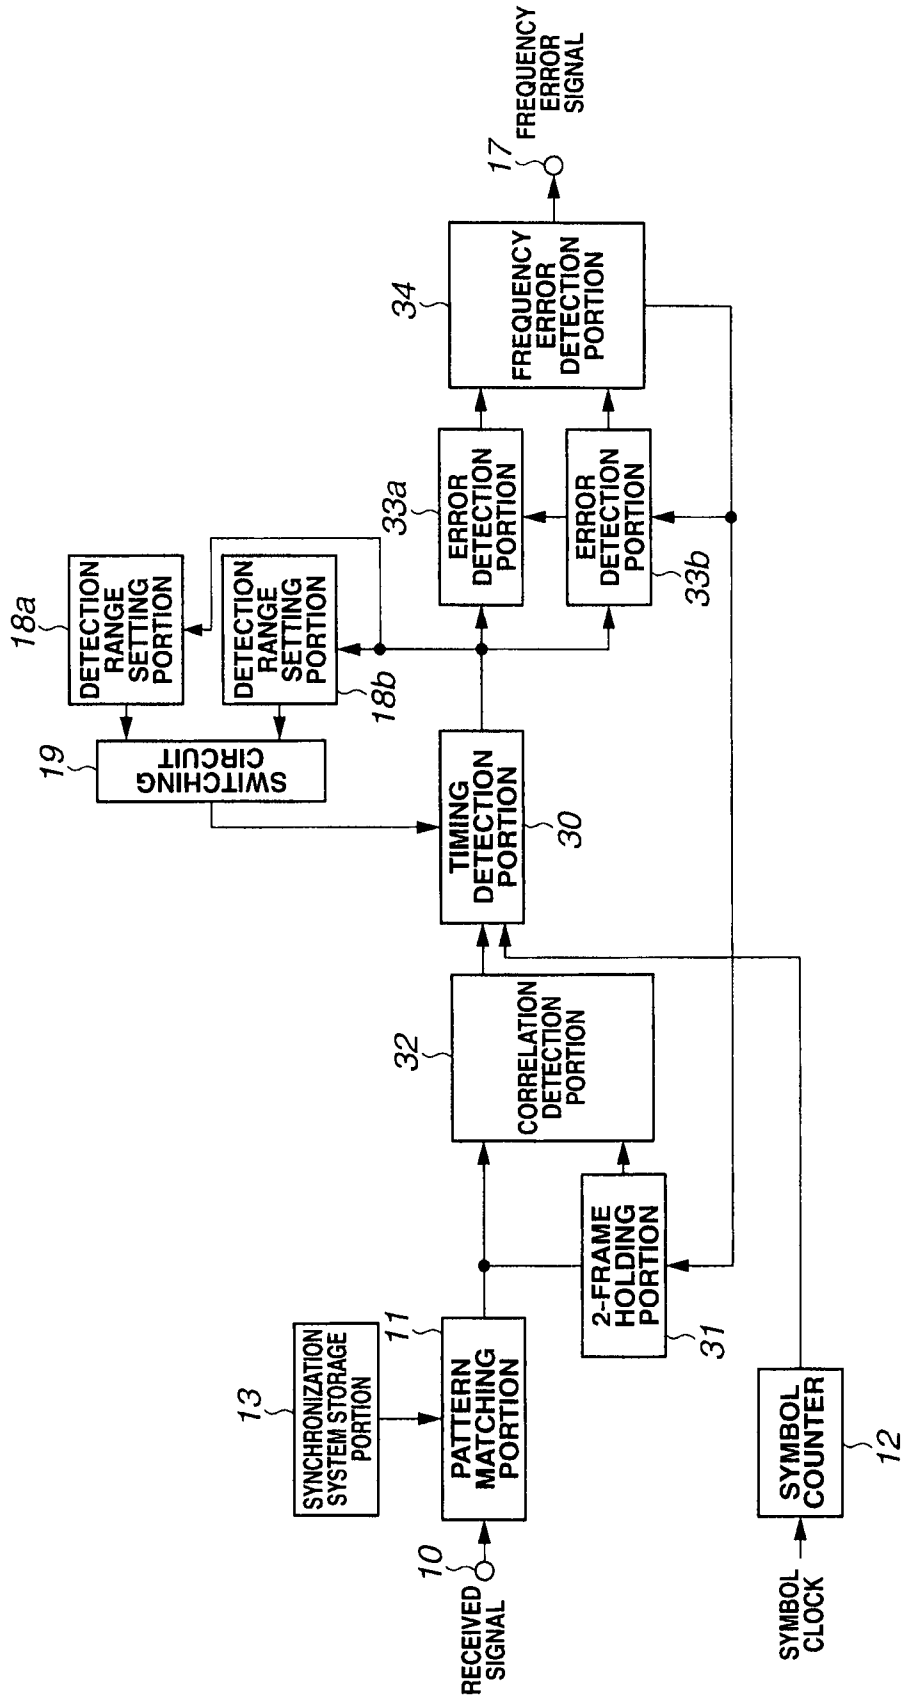 RECEIVED
SIGNAL
10
13
SYNCHRONIZATION
SYSTEM STORAGE
PORTION
11
PATTERN
MATCHING
PORTION
SYMBOL
CLOCK
SYMBOL
COUNTER
12
2-FRAME
HOLDING
PORTION
31
32
CORRELATION
DETECTION
PORTION
TIMING
DETECTION
PORTION
30
19
SWITCHING
CIRCUIT
18a
DETECTION
RANGE
SETTING
PORTION
DETECTION
RANGE
SETTING
PORTION
18b
33a
ERROR
DETECTION
PORTION
ERROR
DETECTION
PORTION
33b
34
FREQUENCY
ERROR
DETECTION
PORTION
17
FREQUENCY
ERROR
SIGNAL